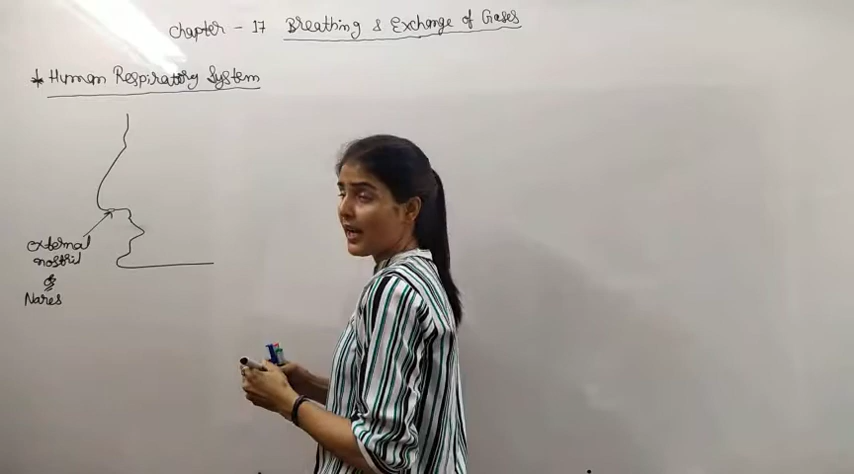 Chapter - 17 Breathing & Exchange of Gases
* Human Respiratory System
external
nostril
or
Nares